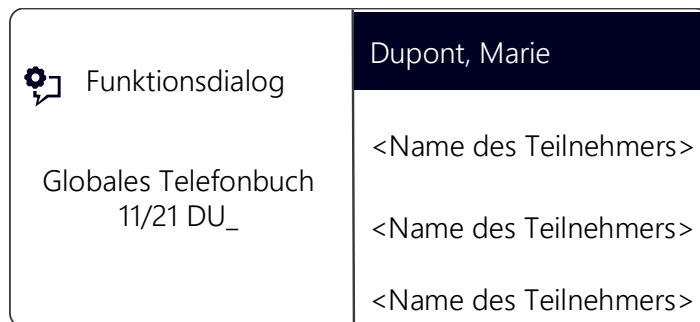 Funktionsdialog
Globales Telefonbuch
11/21 DU_
Dupont, Marie
<Name des Teilnehmers>
<Name des Teilnehmers>
<Name des Teilnehmers>